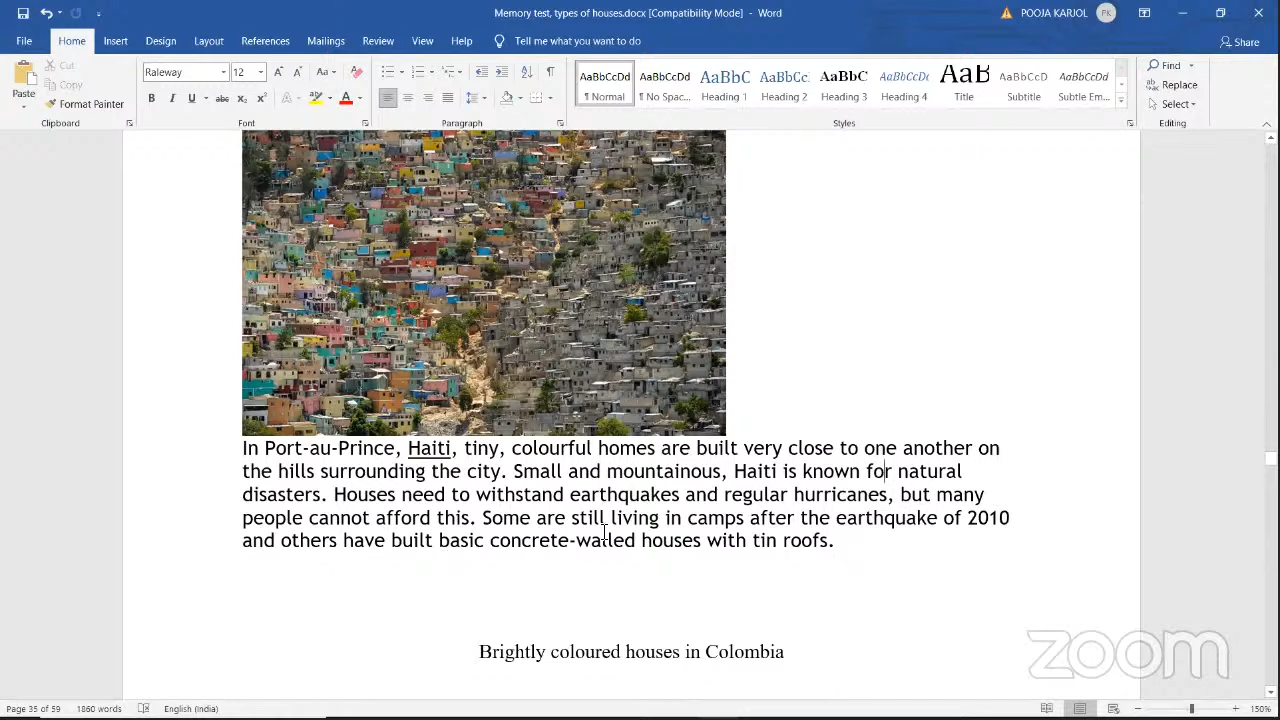 Memory test, types of houses.docx [Compatibility Mode] - Word
POOJA KARJOL
PK
File Home Insert Design Layout References Mailings Review View Help Tell me what you want to do
Share
Paste
Cut
Copy
Format Painter
Clipboard
Raleway 12
Font
Paragraph
AaBbCcDd AaBbCcDd AaBbC AaBbCc. AaBbC AaBbCcDc AaB AaBbCcD AaBbCcDd
¶ Normal ¶ No Spac... Heading 1 Heading 2 Heading 3 Heading 4 Title Subtitle Subtle Em...
Styles
Find
Replace
Select
Editing
In Port-au-Prince, Haiti, tiny, colourful homes are built very close to one another on
the hills surrounding the city. Small and mountainous, Haiti is known for natural
disasters. Houses need to withstand earthquakes and regular hurricanes, but many
people cannot afford this. Some are still living in camps after the earthquake of 2010
and others have built basic concrete-walled houses with tin roofs.
Brightly coloured houses in Colombia
zoom
Page 35 of 59 1860 words English (India)
150%